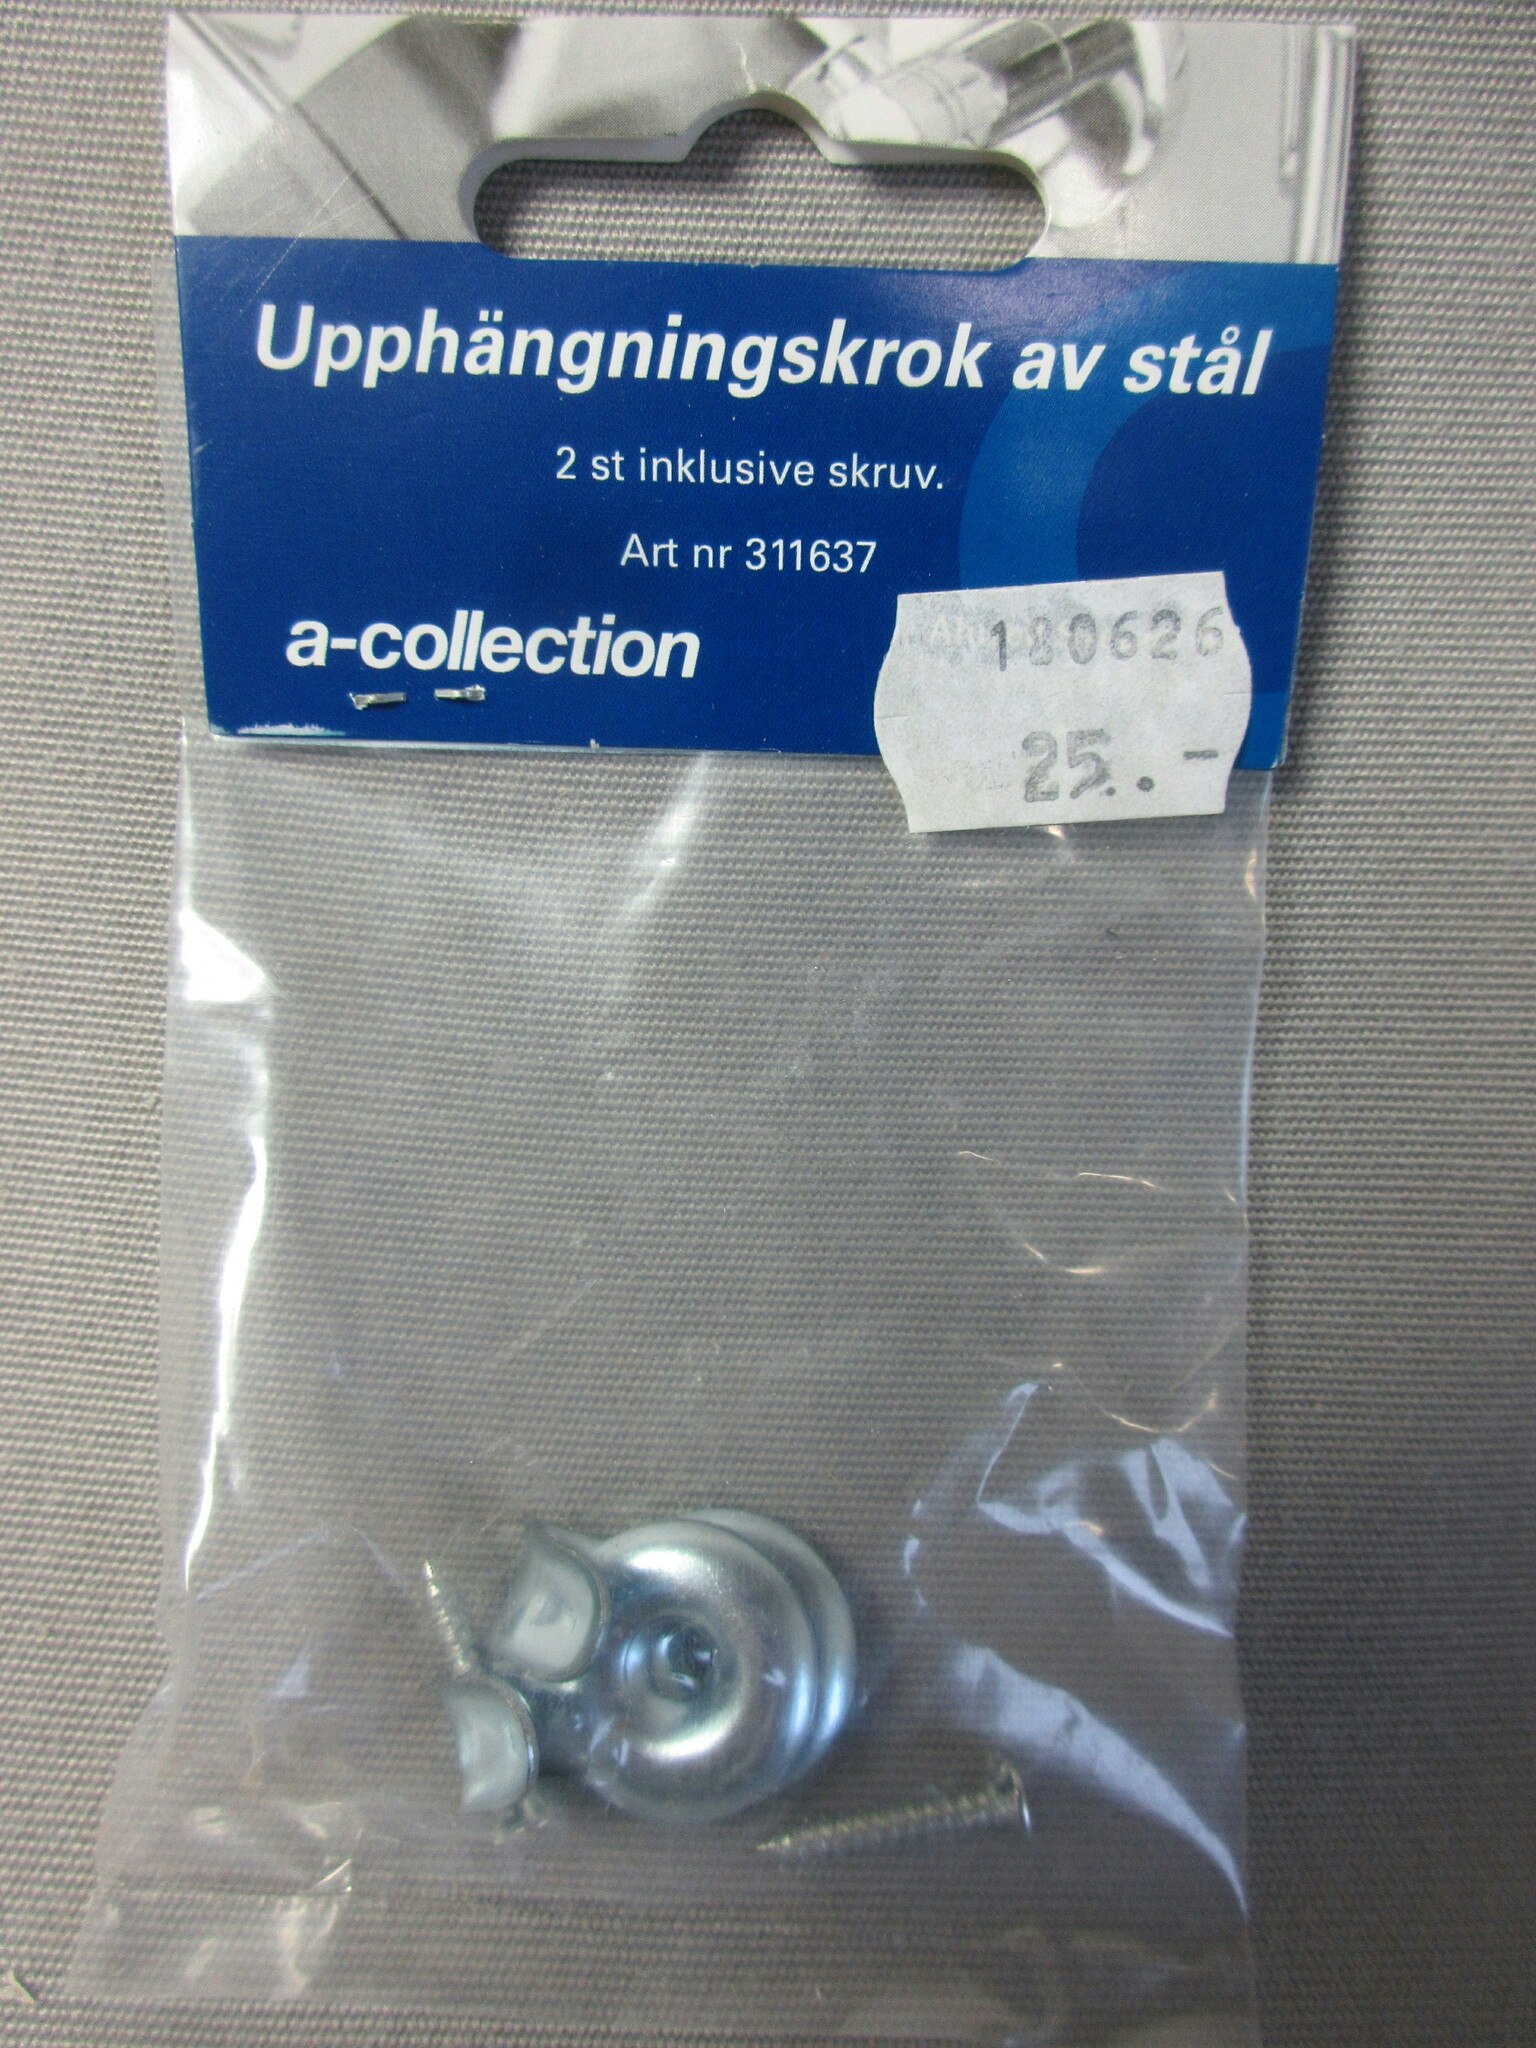 Upphängningskrok av stål
2 st inklusive skruv.
Art nr 311637
a-collection
180626
25..-